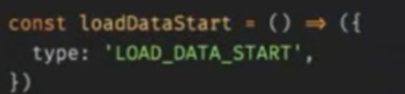 const loadDataStart = () => ({
  type: 'LOAD_DATA_START',
})